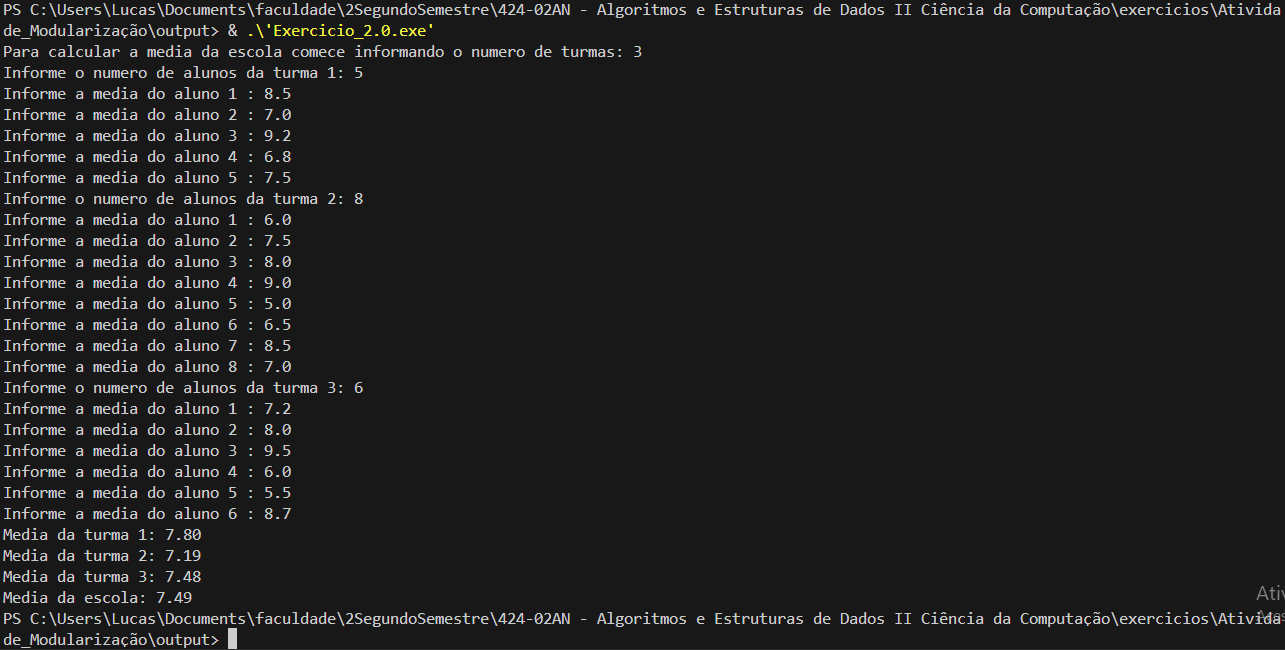 PS C:\Users\Lucas\Documents\faculdade\2SegundoSemestre\424-02AN - Algoritmos e Estruturas de Dados II Ciência da Computação\exercicios\Ativida
de_Modularização\output> & .\'Exercicio_2.0.exe'
Para calcular a media da escola comece informando o numero de turmas: 3
Informe o numero de alunos da turma 1: 5
Informe a media do aluno 1 : 8.5
Informe a media do aluno 2 : 7.0
Informe a media do aluno 3 : 9.2
Informe a media do aluno 4 : 6.8
Informe a media do aluno 5 : 7.5
Informe o numero de alunos da turma 2: 8
Informe a media do aluno 1 : 6.0
Informe a media do aluno 2 : 7.5
Informe a media do aluno 3 : 8.0
Informe a media do aluno 4 : 9.0
Informe a media do aluno 5 : 5.0
Informe a media do aluno 6 : 6.5
Informe a media do aluno 7 : 8.5
Informe a media do aluno 8 : 7.0
Informe o numero de alunos da turma 3: 6
Informe a media do aluno 1 : 7.2
Informe a media do aluno 2 : 8.0
Informe a media do aluno 3 : 9.5
Informe a media do aluno 4 : 6.0
Informe a media do aluno 5 : 5.5
Informe a media do aluno 6 : 8.7
Media da turma 1: 7.80
Media da turma 2: 7.19
Media da turma 3: 7.48
Media da escola: 7.49
PS C:\Users\Lucas\Documents\faculdade\2SegundoSemestre\424-02AN - Algoritmos e Estruturas de Dados II Ciência da Computação\exercicios\Ativida
de_Modularização\output>